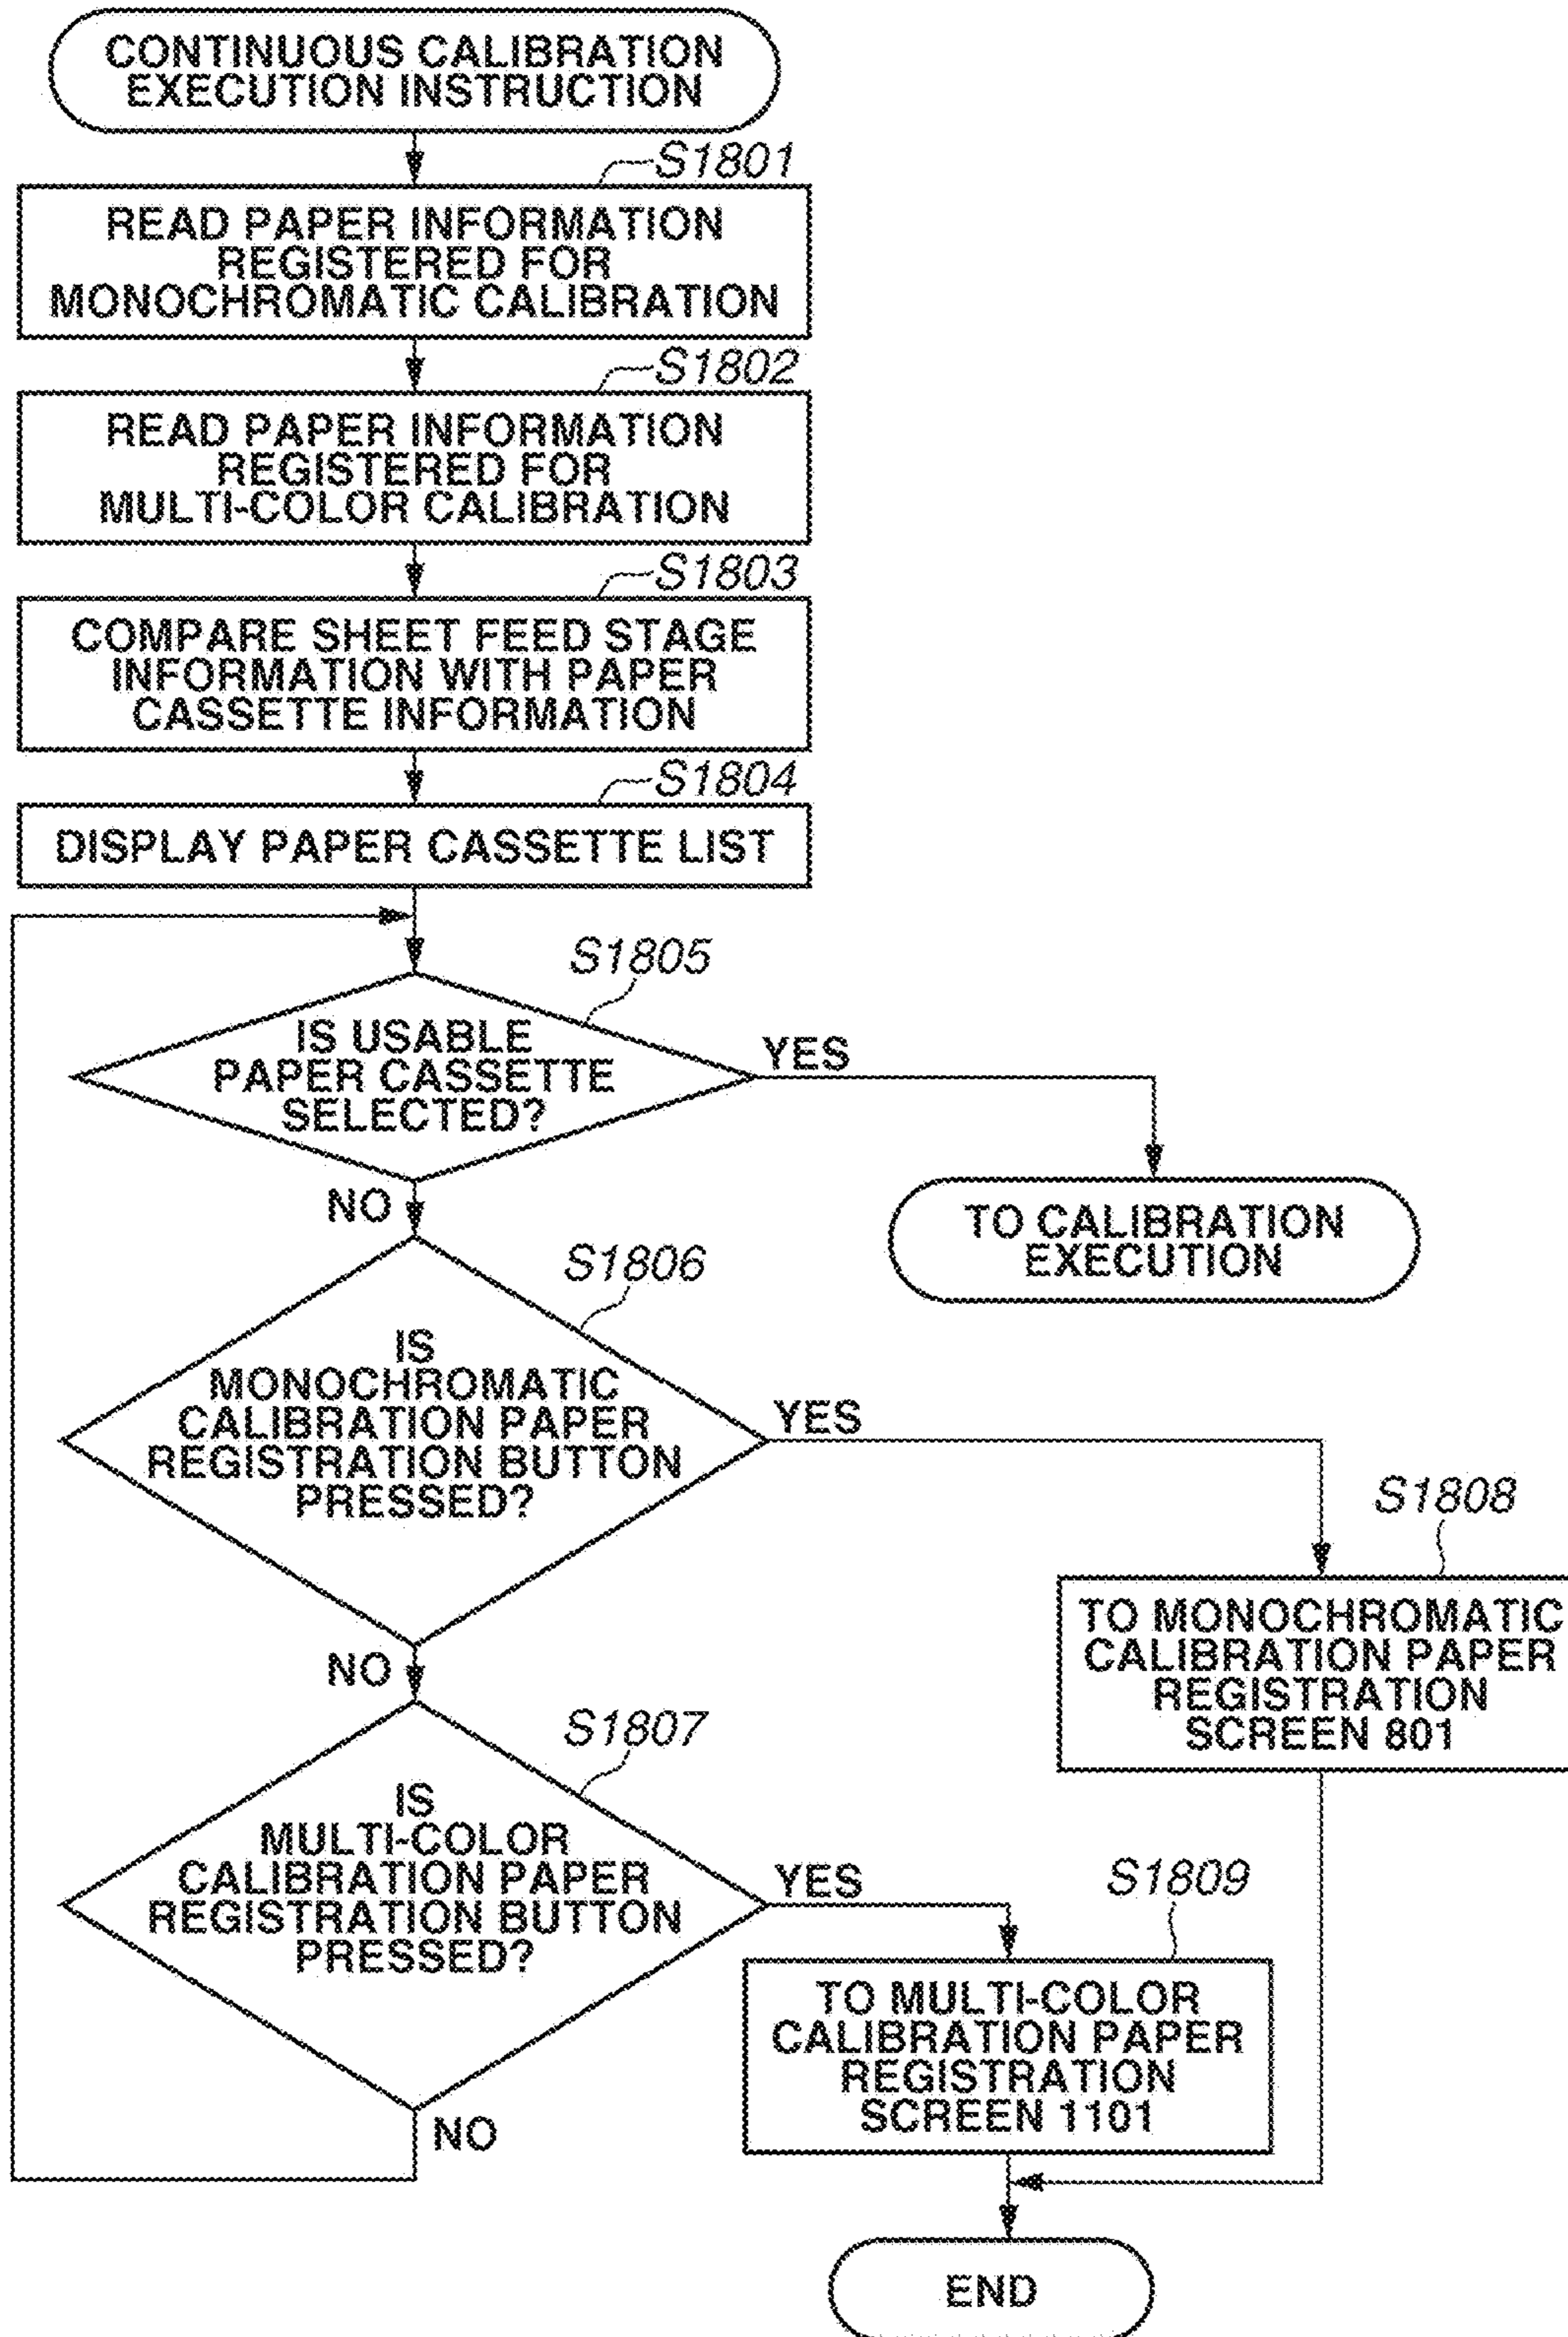 CONTINUOUS CALIBRATION
EXECUTION INSTRUCTION
S1801
READ PAPER INFORMATION
REGISTERED FOR
MONOCHROMATIC CALIBRATION
S1802
READ PAPER INFORMATION
REGISTERED FOR
MULTI-COLOR CALIBRATION
S1803
COMPARE SHEET FEED STAGE
INFORMATION WITH PAPER
CASSETTE INFORMATION
S1804
DISPLAY PAPER CASSETTE LIST
S1805
IS USABLE
PAPER CASSETTE
SELECTED?
YES
NO
TO CALIBRATION
EXECUTION
S1806
IS
MONOCHROMATIC
CALIBRATION PAPER
REGISTRATION BUTTON
PRESSED?
YES
NO
S1808
TO MONOCHROMATIC
CALIBRATION PAPER
REGISTRATION
SCREEN 801
S1807
IS
MULTI-COLOR
CALIBRATION PAPER
REGISTRATION BUTTON
PRESSED?
YES
NO
S1809
TO MULTI-COLOR
CALIBRATION PAPER
REGISTRATION
SCREEN 1101
END